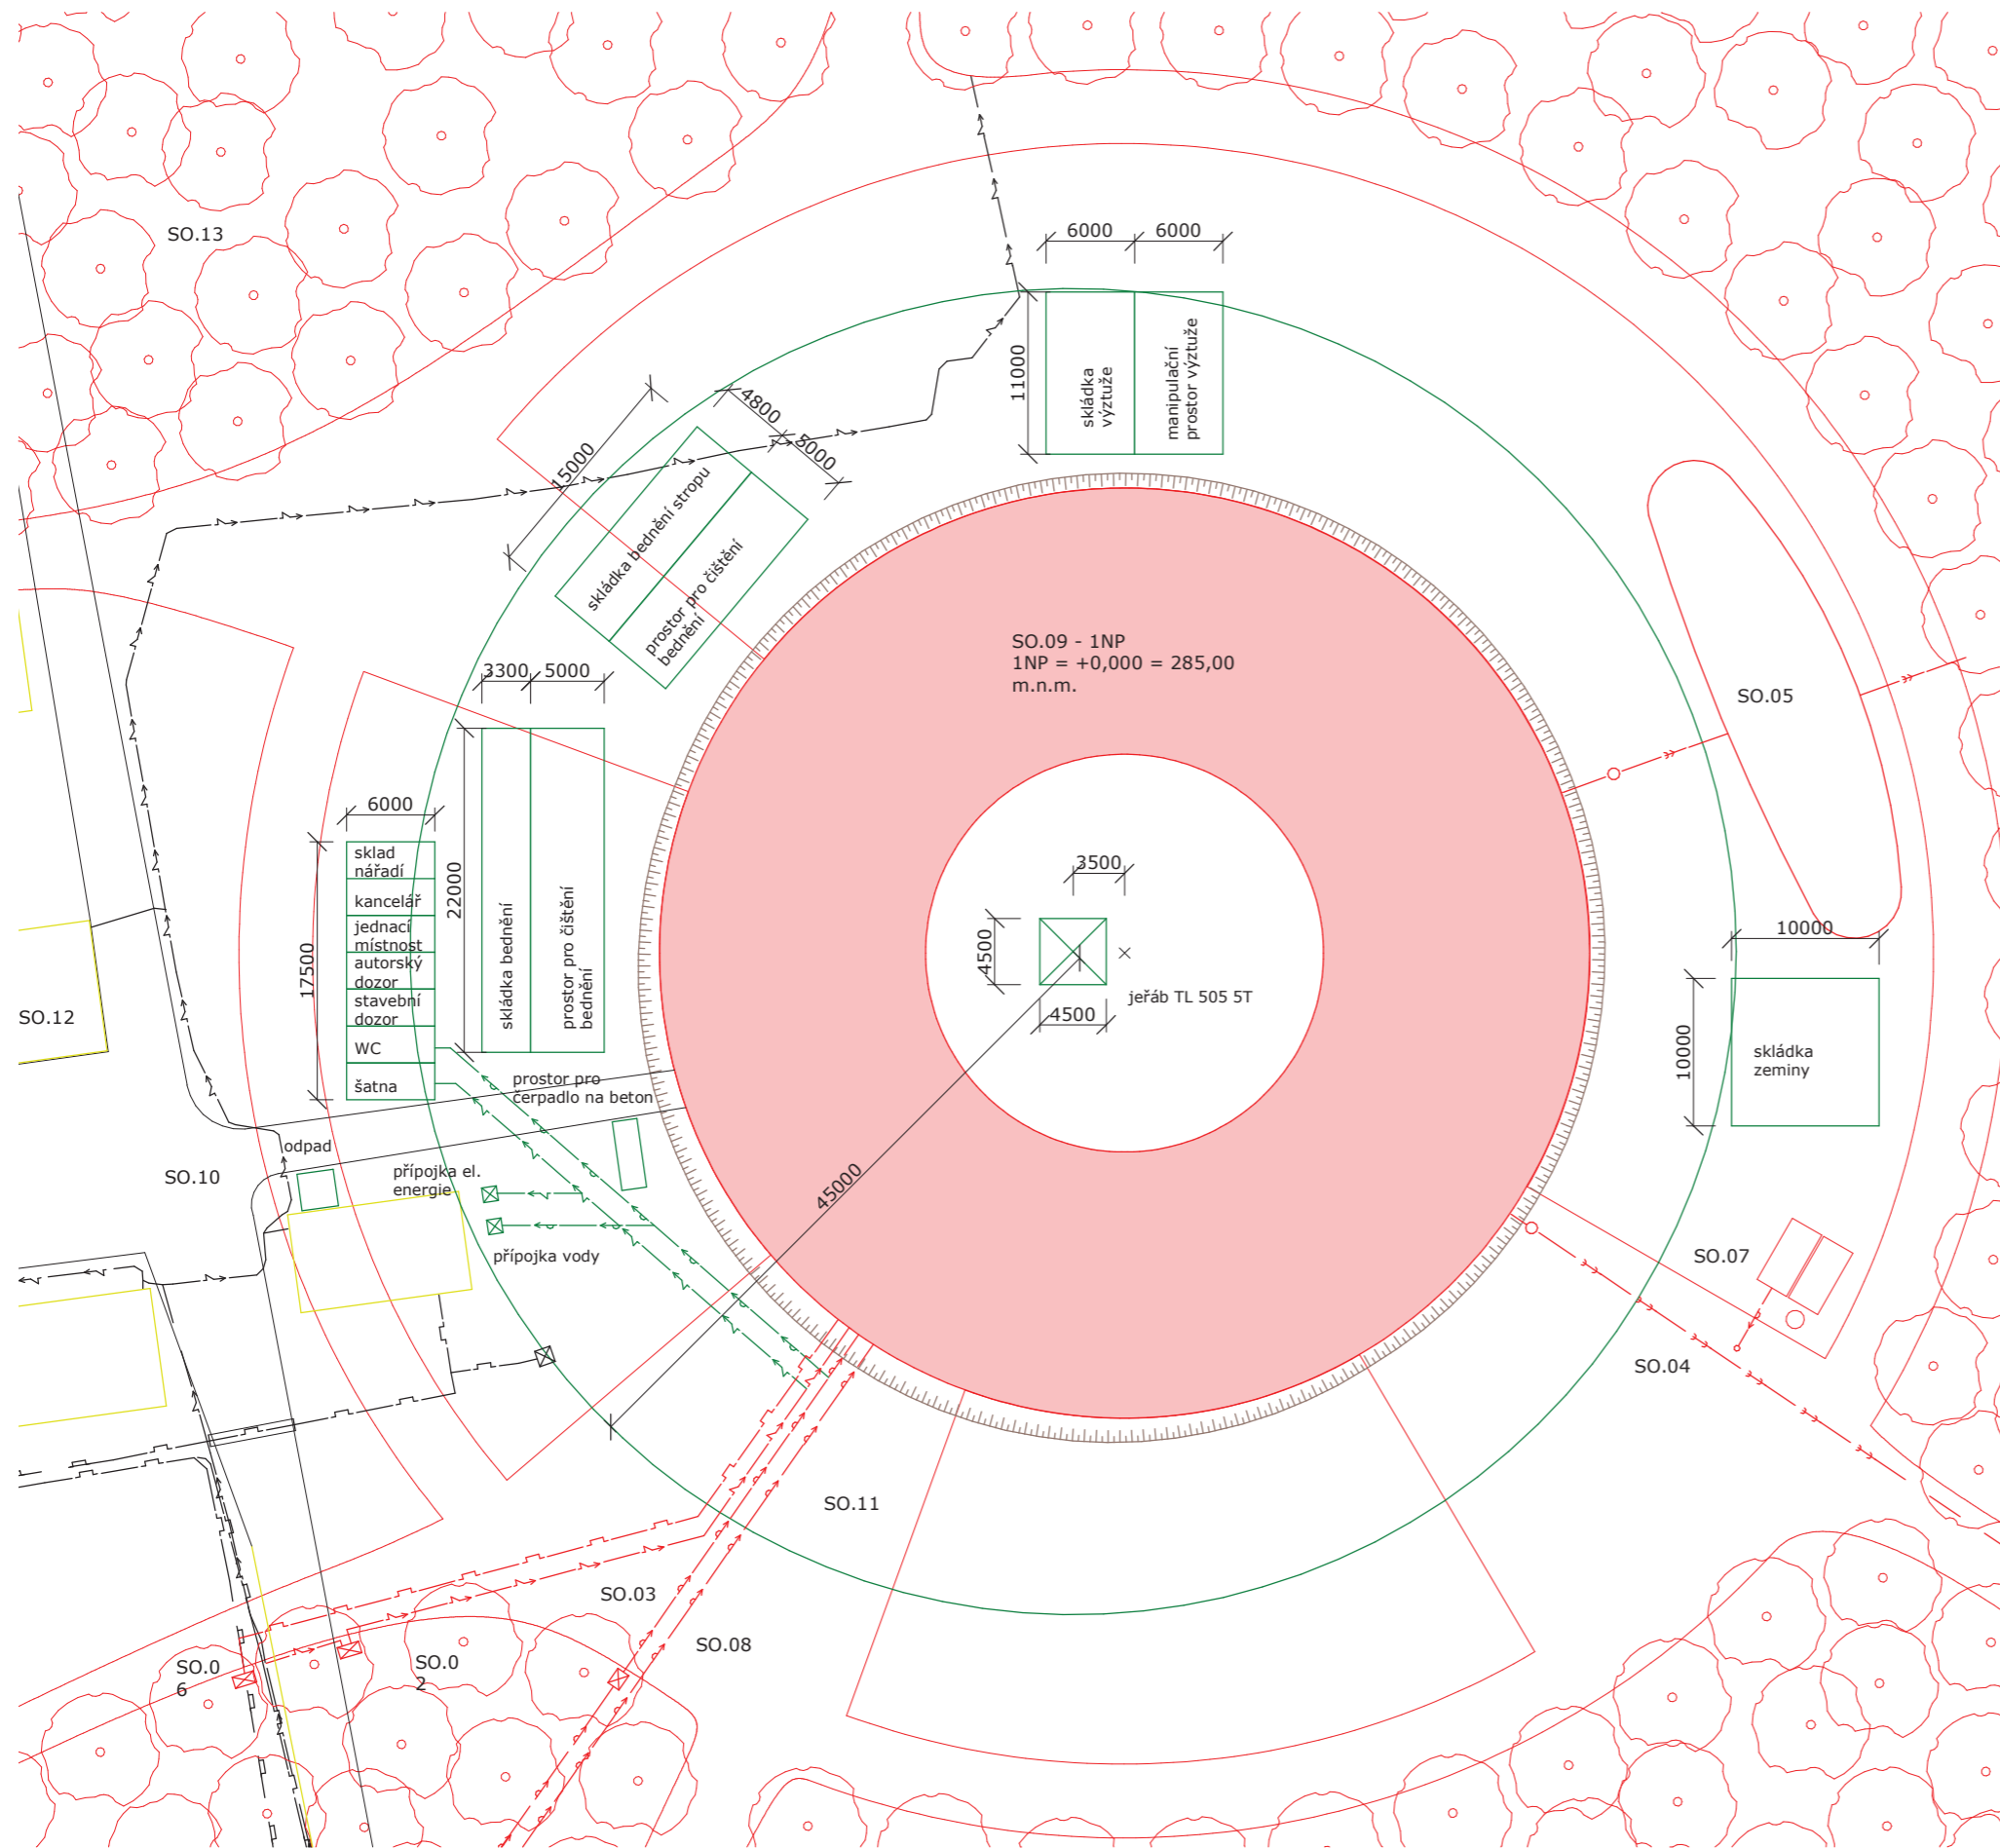 SO.13
6000
6000
11000
skládka
výztuže
manipulační
prostor výztuže
4800
5000
15000
skládka bednění stropu
prostor pro čištění
bednění
SO.09 - 1NP
1NP = +0,000 = 285,00
m.n.m.
SO.05
3300
5000
22000
skládka bednění
prostor pro čištění
bednění
6000
17500
sklad
nářadí
kancelář
jednací
místnost
autorský
dozor
stavební
dozor
WC
šatna
3500
4500
4500
jeřáb TL 505 5T
45000
10000
10000
skládka
zeminy
SO.12
prostor pro
čerpadlo na beton
odpad
SO.10
přípojka el.
energie
přípojka vody
SO.07
SO.04
SO.11
SO.03
SO.08
SO.0
6
SO.0
2